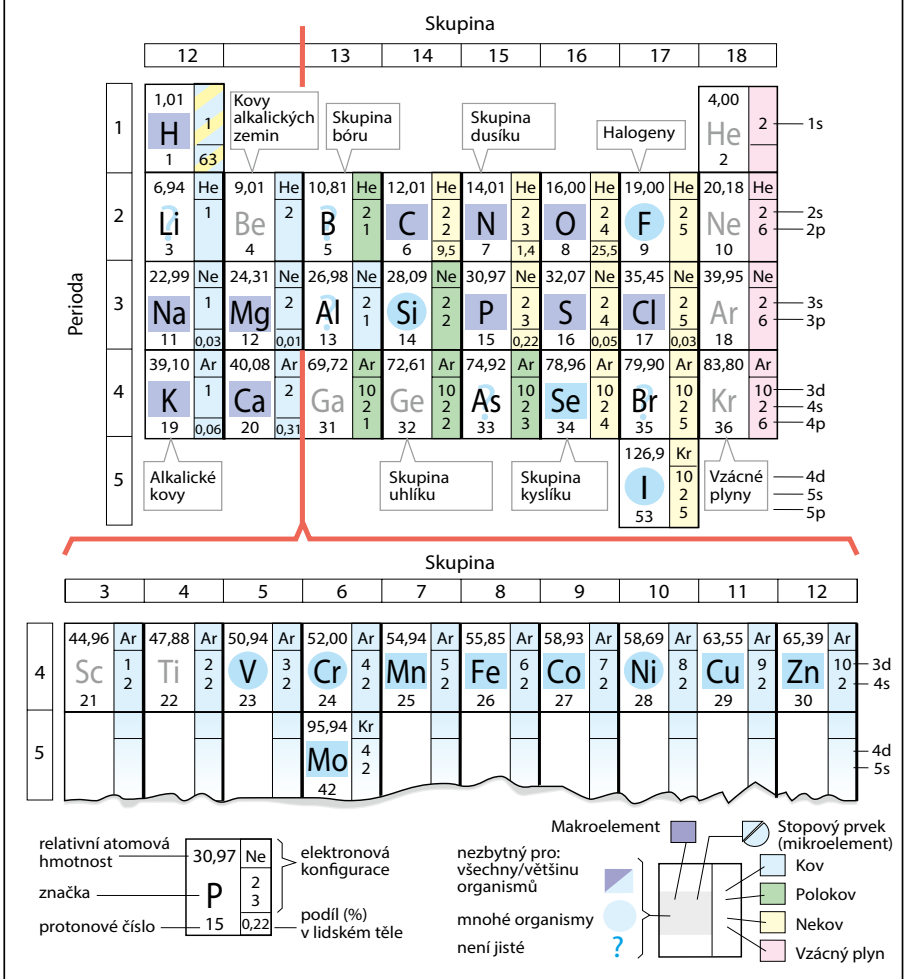 Skupina
12 13 14 15 16 17 18
Perioda
1
1,01
H 1
1 63
Kovy
alkalických
zemin
Skupina
bóru
Skupina
dusíku
Halogeny
4,00
He 2
2
1s
2
6,94 He
Li ? 1
3
9,01 He
Be 2
4
10,81 He
B ? 2 1
5
12,01 He
C 2 2
6 9,5
14,01 He
N 2 3
7 1,4
16,00 He
O 2 4
8 25,5
19,00 He
F 2 5
9
20,18 He
Ne 2 6
10
2s
2p
3
22,99 Ne
Na 1
11 0,03
24,31 Ne
Mg 2
12 0,01
26,98 Ne
Al ? 2 1
13
28,09 Ne
Si 2 2
14
30,97 Ne
P 2 3
15 0,22
32,07 Ne
S 2 4
16 0,05
35,45 Ne
Cl 2 5
17 0,03
39,95 Ne
Ar 2 6
18
3s
3p
4
39,10 Ar
K 1
19 0,06
40,08 Ar
Ca 2
20 0,31
69,72 Ar
Ga 10 2 1
31
72,61 Ar
Ge 10 2 2
32
74,92 Ar
As ? 10 2 3
33
78,96 Ar
Se 10 2 4
34
79,90 Ar
Br ? 10 2 5
35
83,80 Ar
Kr 10 2 6
36
3d
4s
4p
5
Alkalické
kovy
Skupina
uhlíku
Skupina
kyslíku
126,9 Kr
I 10 2 5
53
Vzácné
plyny
4d
5s
5p
Skupina
3 4 5 6 7 8 9 10 11 12
4
44,96 Ar
Sc 1 2
21
47,88 Ar
Ti 2 2
22
50,94 Ar
V 3 2
23
52,00 Ar
Cr 4 2
24
54,94 Ar
Mn 5 2
25
55,85 Ar
Fe 6 2
26
58,93 Ar
Co 7 2
27
58,69 Ar
Ni 8 2
28
63,55 Ar
Cu 9 2
29
65,39 Ar
Zn 10 2
30
3d
4s
5
95,94 Kr
Mo 4 2
42
4d
5s
relativní atomová
hmotnost
značka
protonové číslo
30,97 Ne
P 2 3
15 0,22
elektronová
konfigurace
podíl (%)
v lidském těle
Makroelement
Stopový prvek
(mikroelement)
nezbytný pro:
všechny/většinu
organismů
mnohé organismy
není jisté ?
Kov
Polokov
Nekov
Vzácný plyn